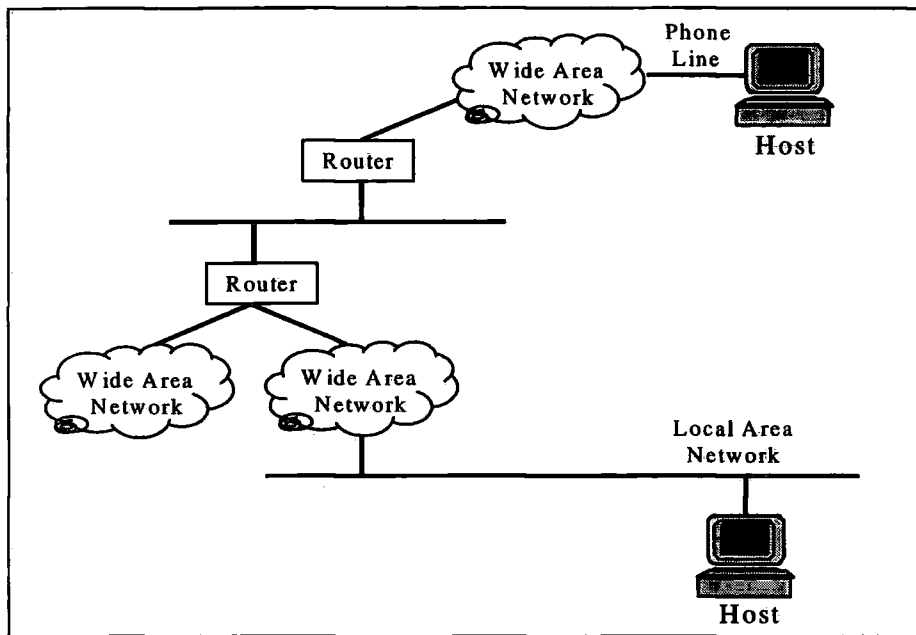 Phone
Line
Wide Area
Network
Host
Router
Router
Wide Area
Network
Wide Area
Network
Local Area
Network
Host